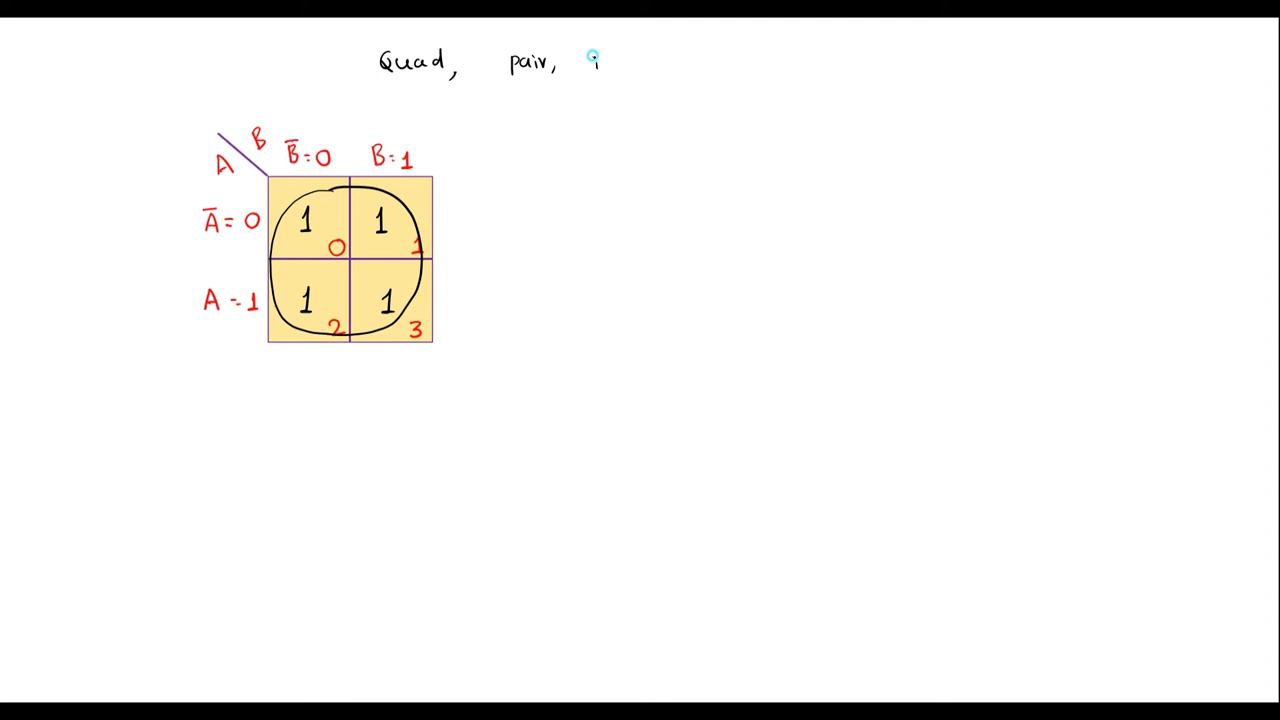 Quad, pair,
B
A
B̅=0 B=1
A̅=0 1 0 1 1
A=1 1 2 1 3